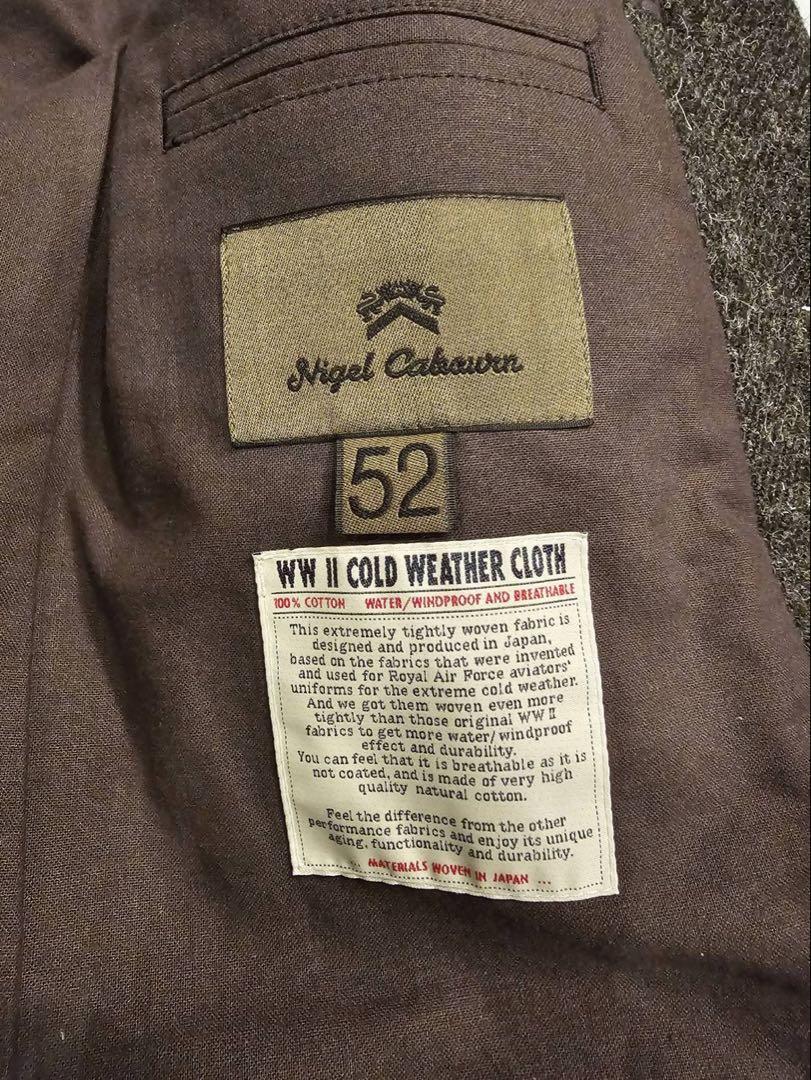 Nigel Cabourn
52
WW II COLD WEATHER CLOTH
100% COTTON WATER/WINDPROOF AND BREATHABLE
This extremely tightly woven fabric is
designed and produced in Japan,
based on the fabrics that were invented
and used for Royal Air Force aviators'
uniforms for the extreme cold weather.
And we got them woven even more
tightly than those original WW II
fabrics to get more water/windproof
effect and durability.
You can feel that it is breathable as it is
not coated, and is made of very high
quality natural cotton.
Feel the difference from the other
performance fabrics and enjoy its unique
aging, functionality and durability.
... MATERIALS WOVEN IN JAPAN ...